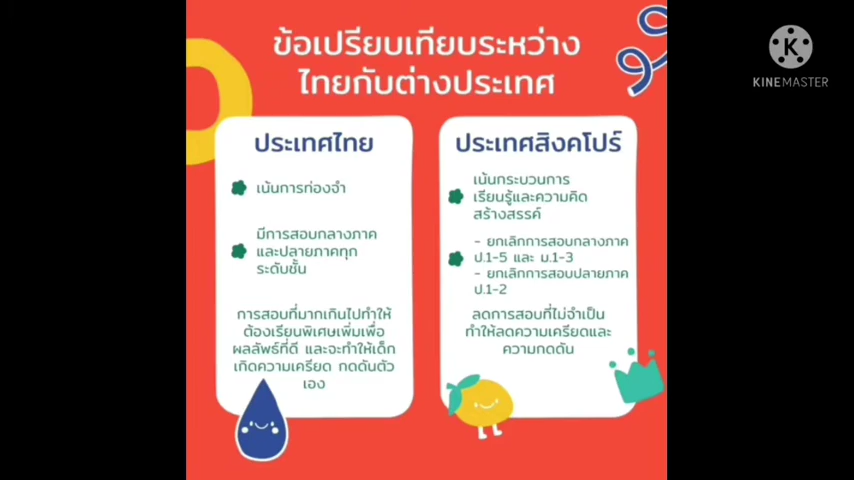 ข้อเปรียบเทียบระหว่าง
ไทยกับต่างประเทศ
K
KINEMASTER
ประเทศไทย
เน้นการท่องจำ
มีการสอบกลางภาค
และปลายภาคทุก
ระดับชั้น
การสอบที่มากเกินไปทำให้
ต้องเรียนพิเศษเพิ่มเพื่อ
ผลลัพธ์ที่ดี และจะทำให้เด็ก
เกิดความเครียด กดดันตัว
เอง
ประเทศสิงคโปร์
เน้นกระบวนการ
เรียนรู้และความคิด
สร้างสรรค์
- ยกเลิกการสอบกลางภาค
ป.1-5 และ ม.1-3
- ยกเลิกการสอบปลายภาค
ป.1-2
ลดการสอบที่ไม่จำเป็น
ทำให้ลดความเครียดและ
ความกดดัน